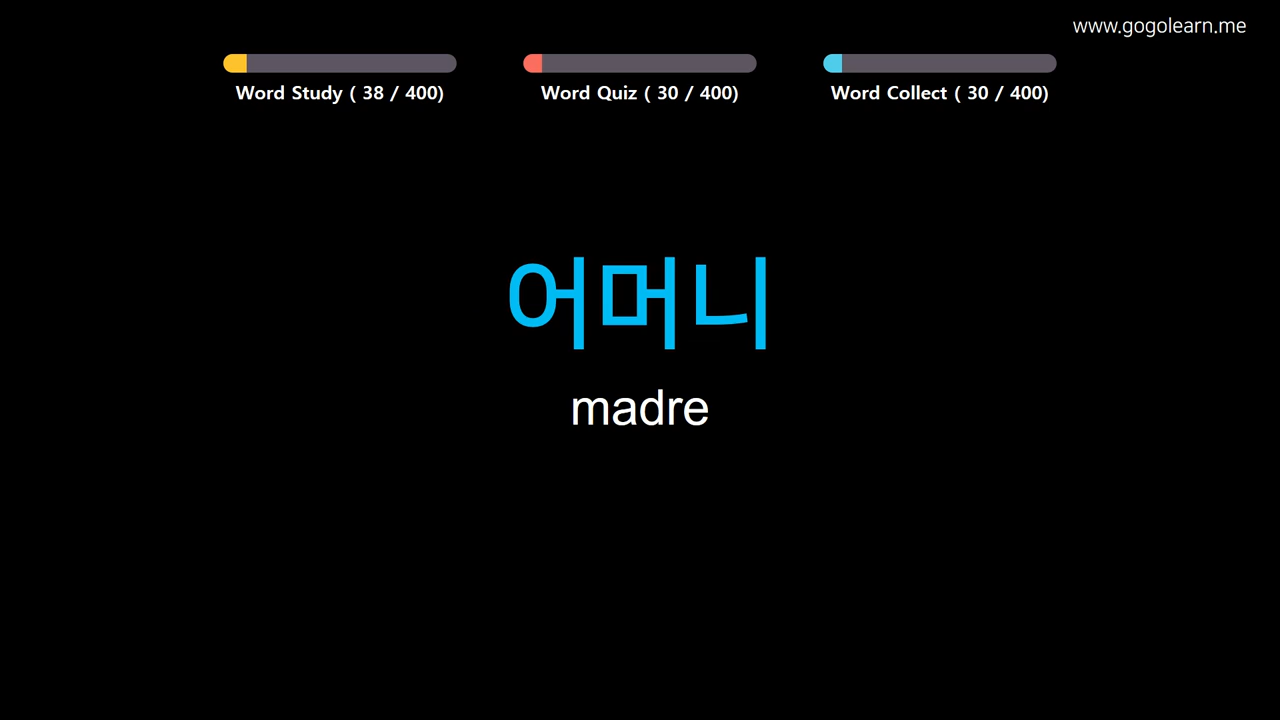 www.gogolearn.me
Word Study ( 38 / 400)
Word Quiz ( 30 / 400)
Word Collect ( 30 / 400)
어머니
madre